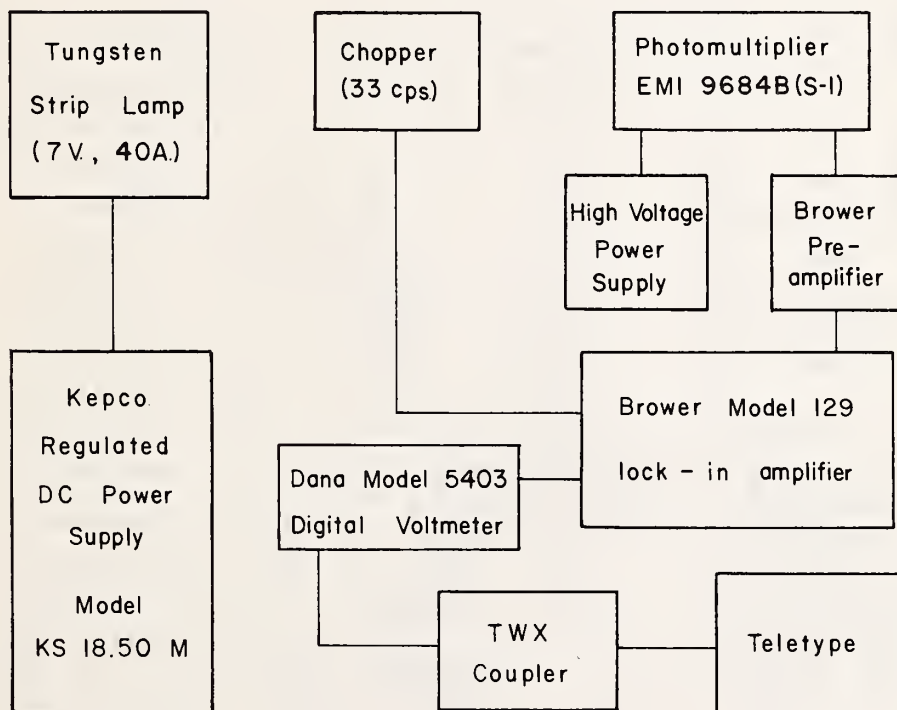 Tungsten
Strip Lamp
(7V., 40A.)
Chopper
(33 cps.)
Photomultiplier
EMI 9684B (S-1)
High Voltage
Power
Supply
Brower
Pre-
amplifier
Kepco
Regulated
DC Power
Supply
Model
KS 18.50 M
Brower Model 129
lock-in amplifier
Dana Model 5403
Digital Voltmeter
TWX
Coupler
Teletype